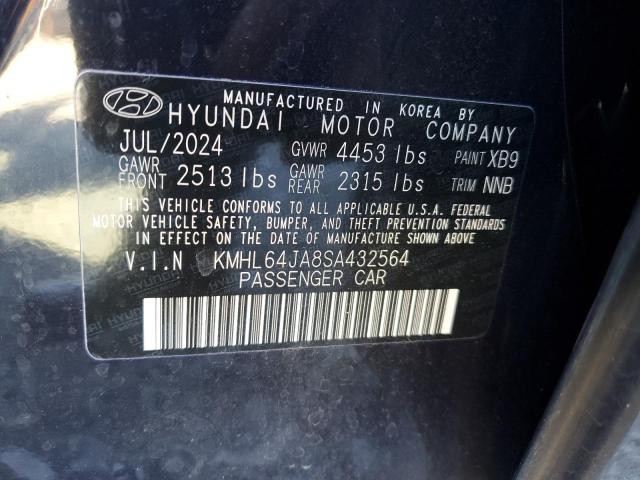 MANUFACTURED IN KOREA BY
HYUNDAI MOTOR COMPANY
JUL/2024 GVWR 4453 lbs PAINT XB9
GAWR FRONT 2513 lbs GAWR REAR 2315 lbs TRIM NNB
THIS VEHICLE CONFORMS TO ALL APPLICABLE U.S.A. FEDERAL
MOTOR VEHICLE SAFETY, BUMPER, AND THEFT PREVENTION STANDARDS
IN EFFECT ON THE DATE OF MANUFACTURE SHOWN ABOVE
V.I.N KMHL64JA8SA432564
PASSENGER CAR